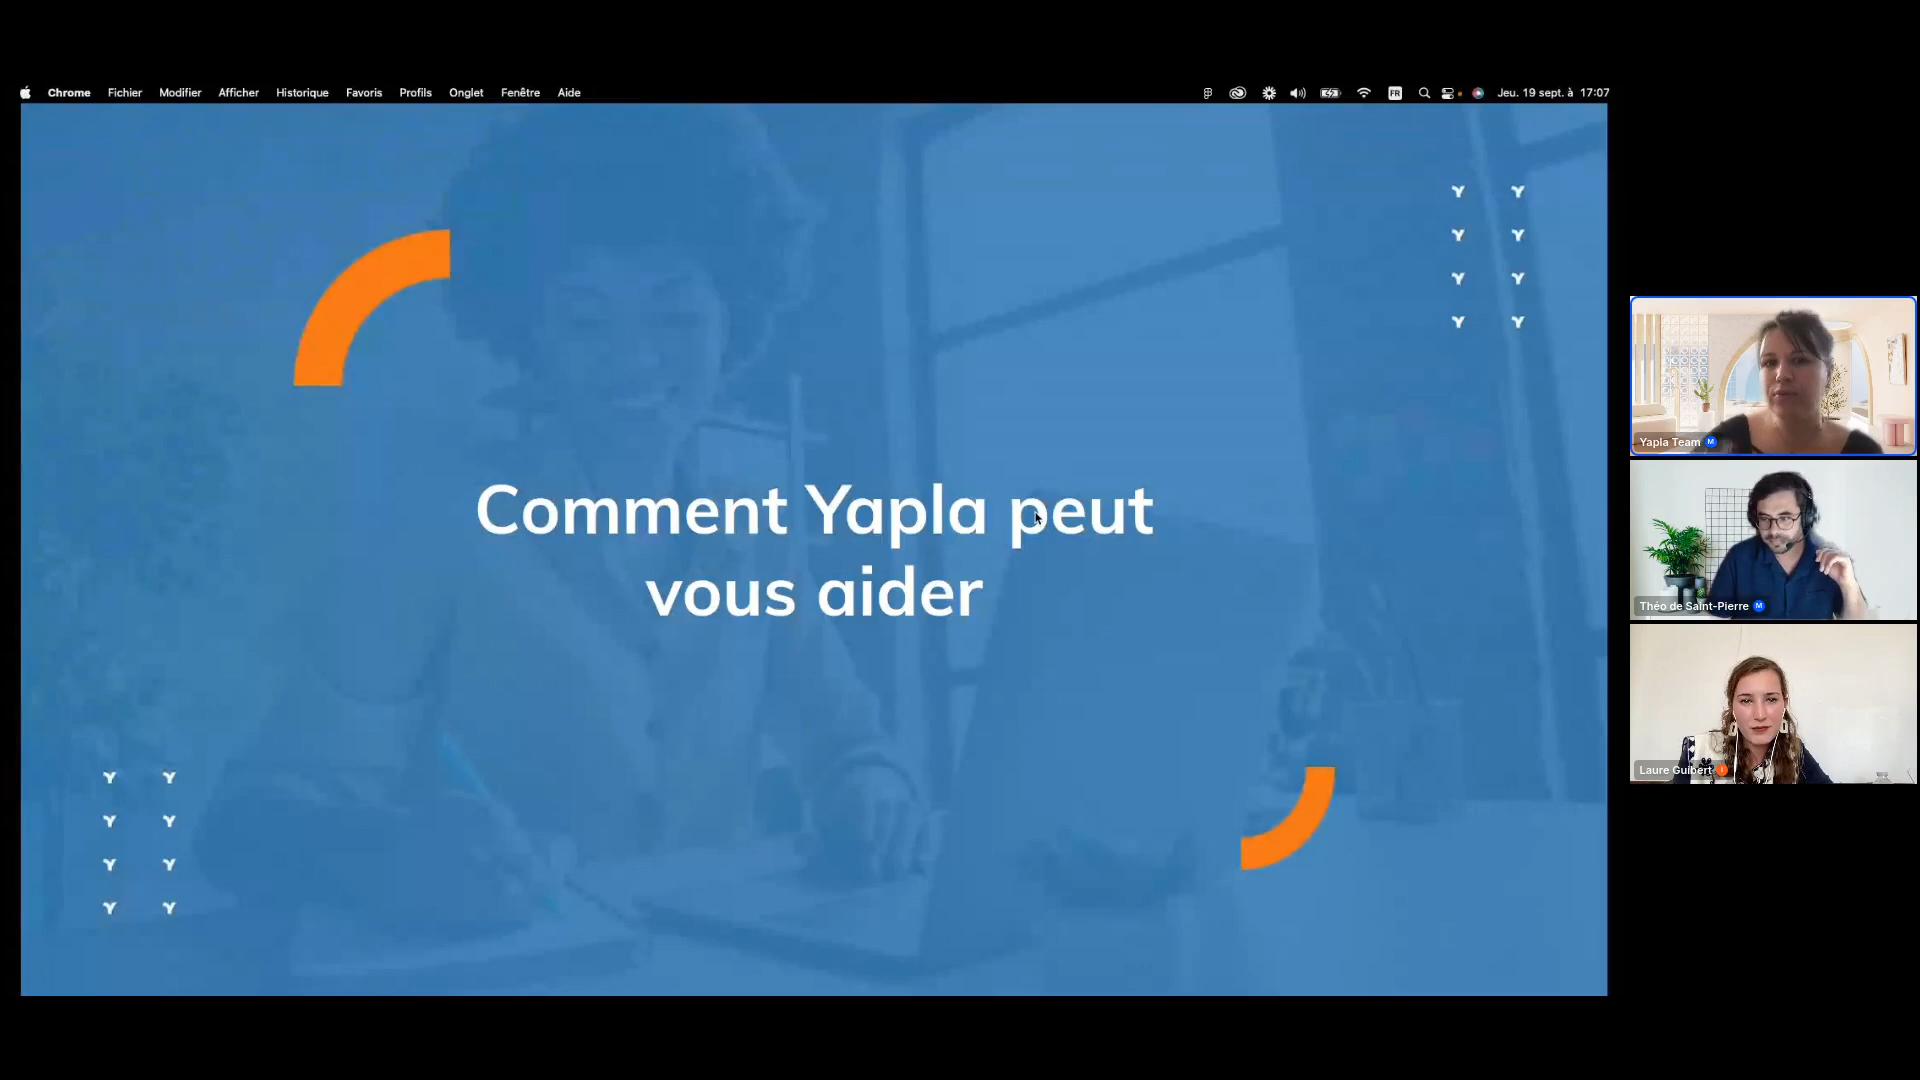 Chrome Fichier Modifier Afficher Historique Favoris Profils Onglet Fenêtre Aide FR Jeu. 19 sept. à 17:07
Comment Yapla peut
vous aider
Yapla Team M
Théo de Saint-Pierre M
Laure Guibert I